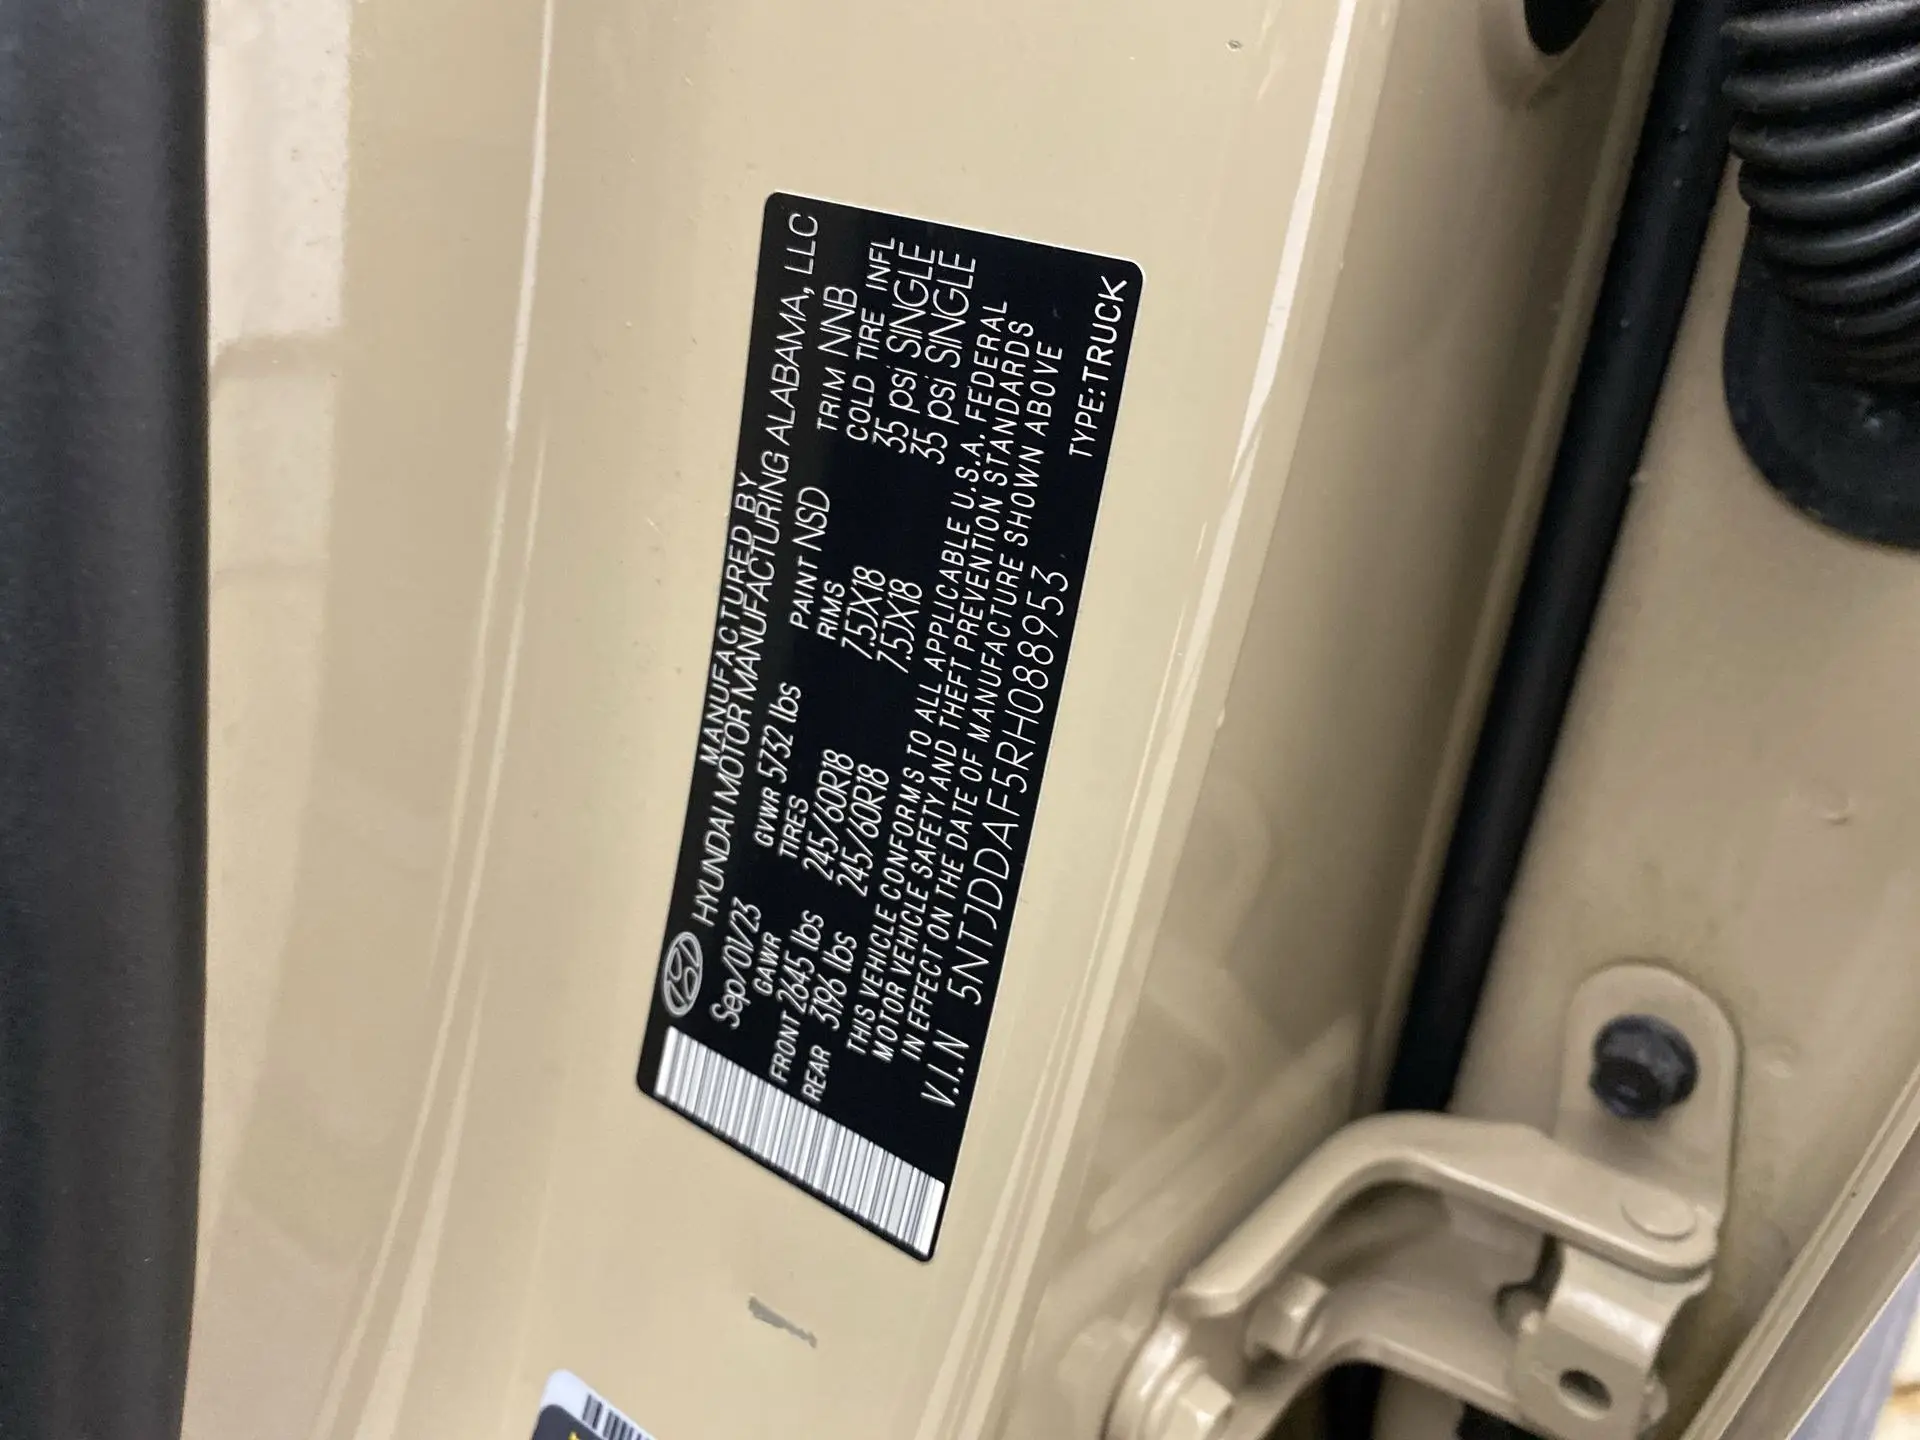 MANUFACTURED BY
HYUNDAI MOTOR MANUFACTURING ALABAMA, LLC
Sep/01/23 GVWR 5732 lbs PAINT NSD TRIM NNB
GAWR TIRES RIMS COLD TIRE INFL
FRONT 2645 lbs 245/60R18 7.5JX18 35 psi SINGLE
REAR 3196 lbs 245/60R18 7.5JX18 35 psi SINGLE
THIS VEHICLE CONFORMS TO ALL APPLICABLE U.S.A. FEDERAL
MOTOR VEHICLE SAFETY AND THEFT PREVENTION STANDARDS
IN EFFECT ON THE DATE OF MANUFACTURE SHOWN ABOVE
V.I.N 5NTJDDAF5RH088953 TYPE:TRUCK